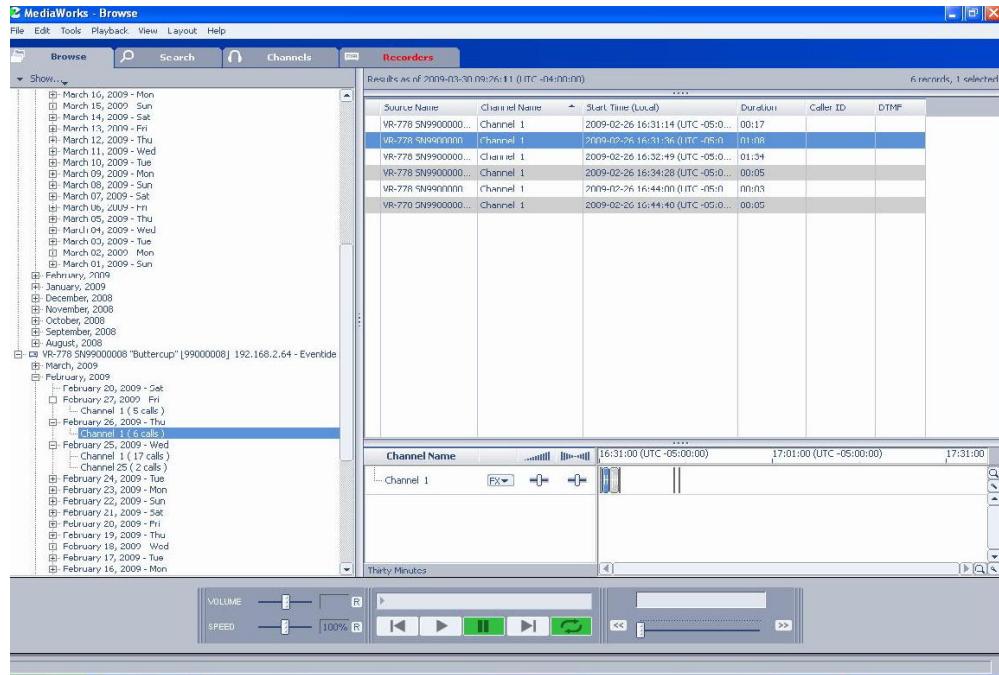 MediaWorks - Browse
File Edit Tools Playback View Layout Help
Browse Search Channels Recorders
Show...
Results as of 2009-03-30 09:26:11 (UTC -04:00:00) 6 records, 1 selected
March 16, 2009 - Mon
March 15, 2009 Sun
March 14, 2009 - Sat
March 13, 2009 - Fri
March 12, 2009 - Thu
March 11, 2009 - Wed
March 10, 2009 - Tue
March 09, 2009 - Mon
March 08, 2009 - Sun
March 07, 2009 - Sat
March 06, 2009 - Fri
March 05, 2009 - Thu
March 04, 2009 - Wed
March 03, 2009 - Tue
March 02, 2009 Mon
March 01, 2009 - Sun
February, 2009
January, 2009
December, 2008
November, 2008
October, 2008
September, 2008
August, 2008
VR-778 SN99000008 "Buttercup" [99000008] 192.168.2.64 - Eventide
March, 2009
February, 2009
February 28, 2009 - Sat
February 27, 2009 Fri
Channel 1 ( 5 calls )
February 26, 2009 - Thu
Channel 1 ( 6 calls )
February 25, 2009 - Wed
Channel 1 ( 17 calls )
Channel 25 ( 2 calls )
February 24, 2009 - Tue
February 23, 2009 - Mon
February 22, 2009 - Sun
February 21, 2009 - Sat
February 20, 2009 - Fri
February 19, 2009 - Thu
February 18, 2009 Wed
February 17, 2009 - Tue
February 16, 2009 - Mon
Source Name Channel Name Start Time (Local) Duration Caller ID DTMF
VR-778 SN9900000... Channel 1 2009-02-26 16:31:14 (UTC -05:0... 00:17
VR-778 SN9900000... Channel 1 2009-02-26 16:31:36 (UTC -05:0... 01:08
VR-778 SN9900000... Channel 1 2009-02-26 16:32:49 (UTC -05:0... 01:34
VR-778 SN9900000... Channel 1 2009-02-26 16:34:28 (UTC -05:0... 00:05
VR-778 SN9900000... Channel 1 2009-02-26 16:44:00 (UTC -05:0... 00:03
VR-778 SN9900000... Channel 1 2009-02-26 16:44:40 (UTC -05:0... 00:05
Channel Name 16:31:00 (UTC -05:00:00) 17:01:00 (UTC -05:00:00) 17:31:00
Channel 1 FX
Thirty Minutes
VOLUME R
SPEED 100% R